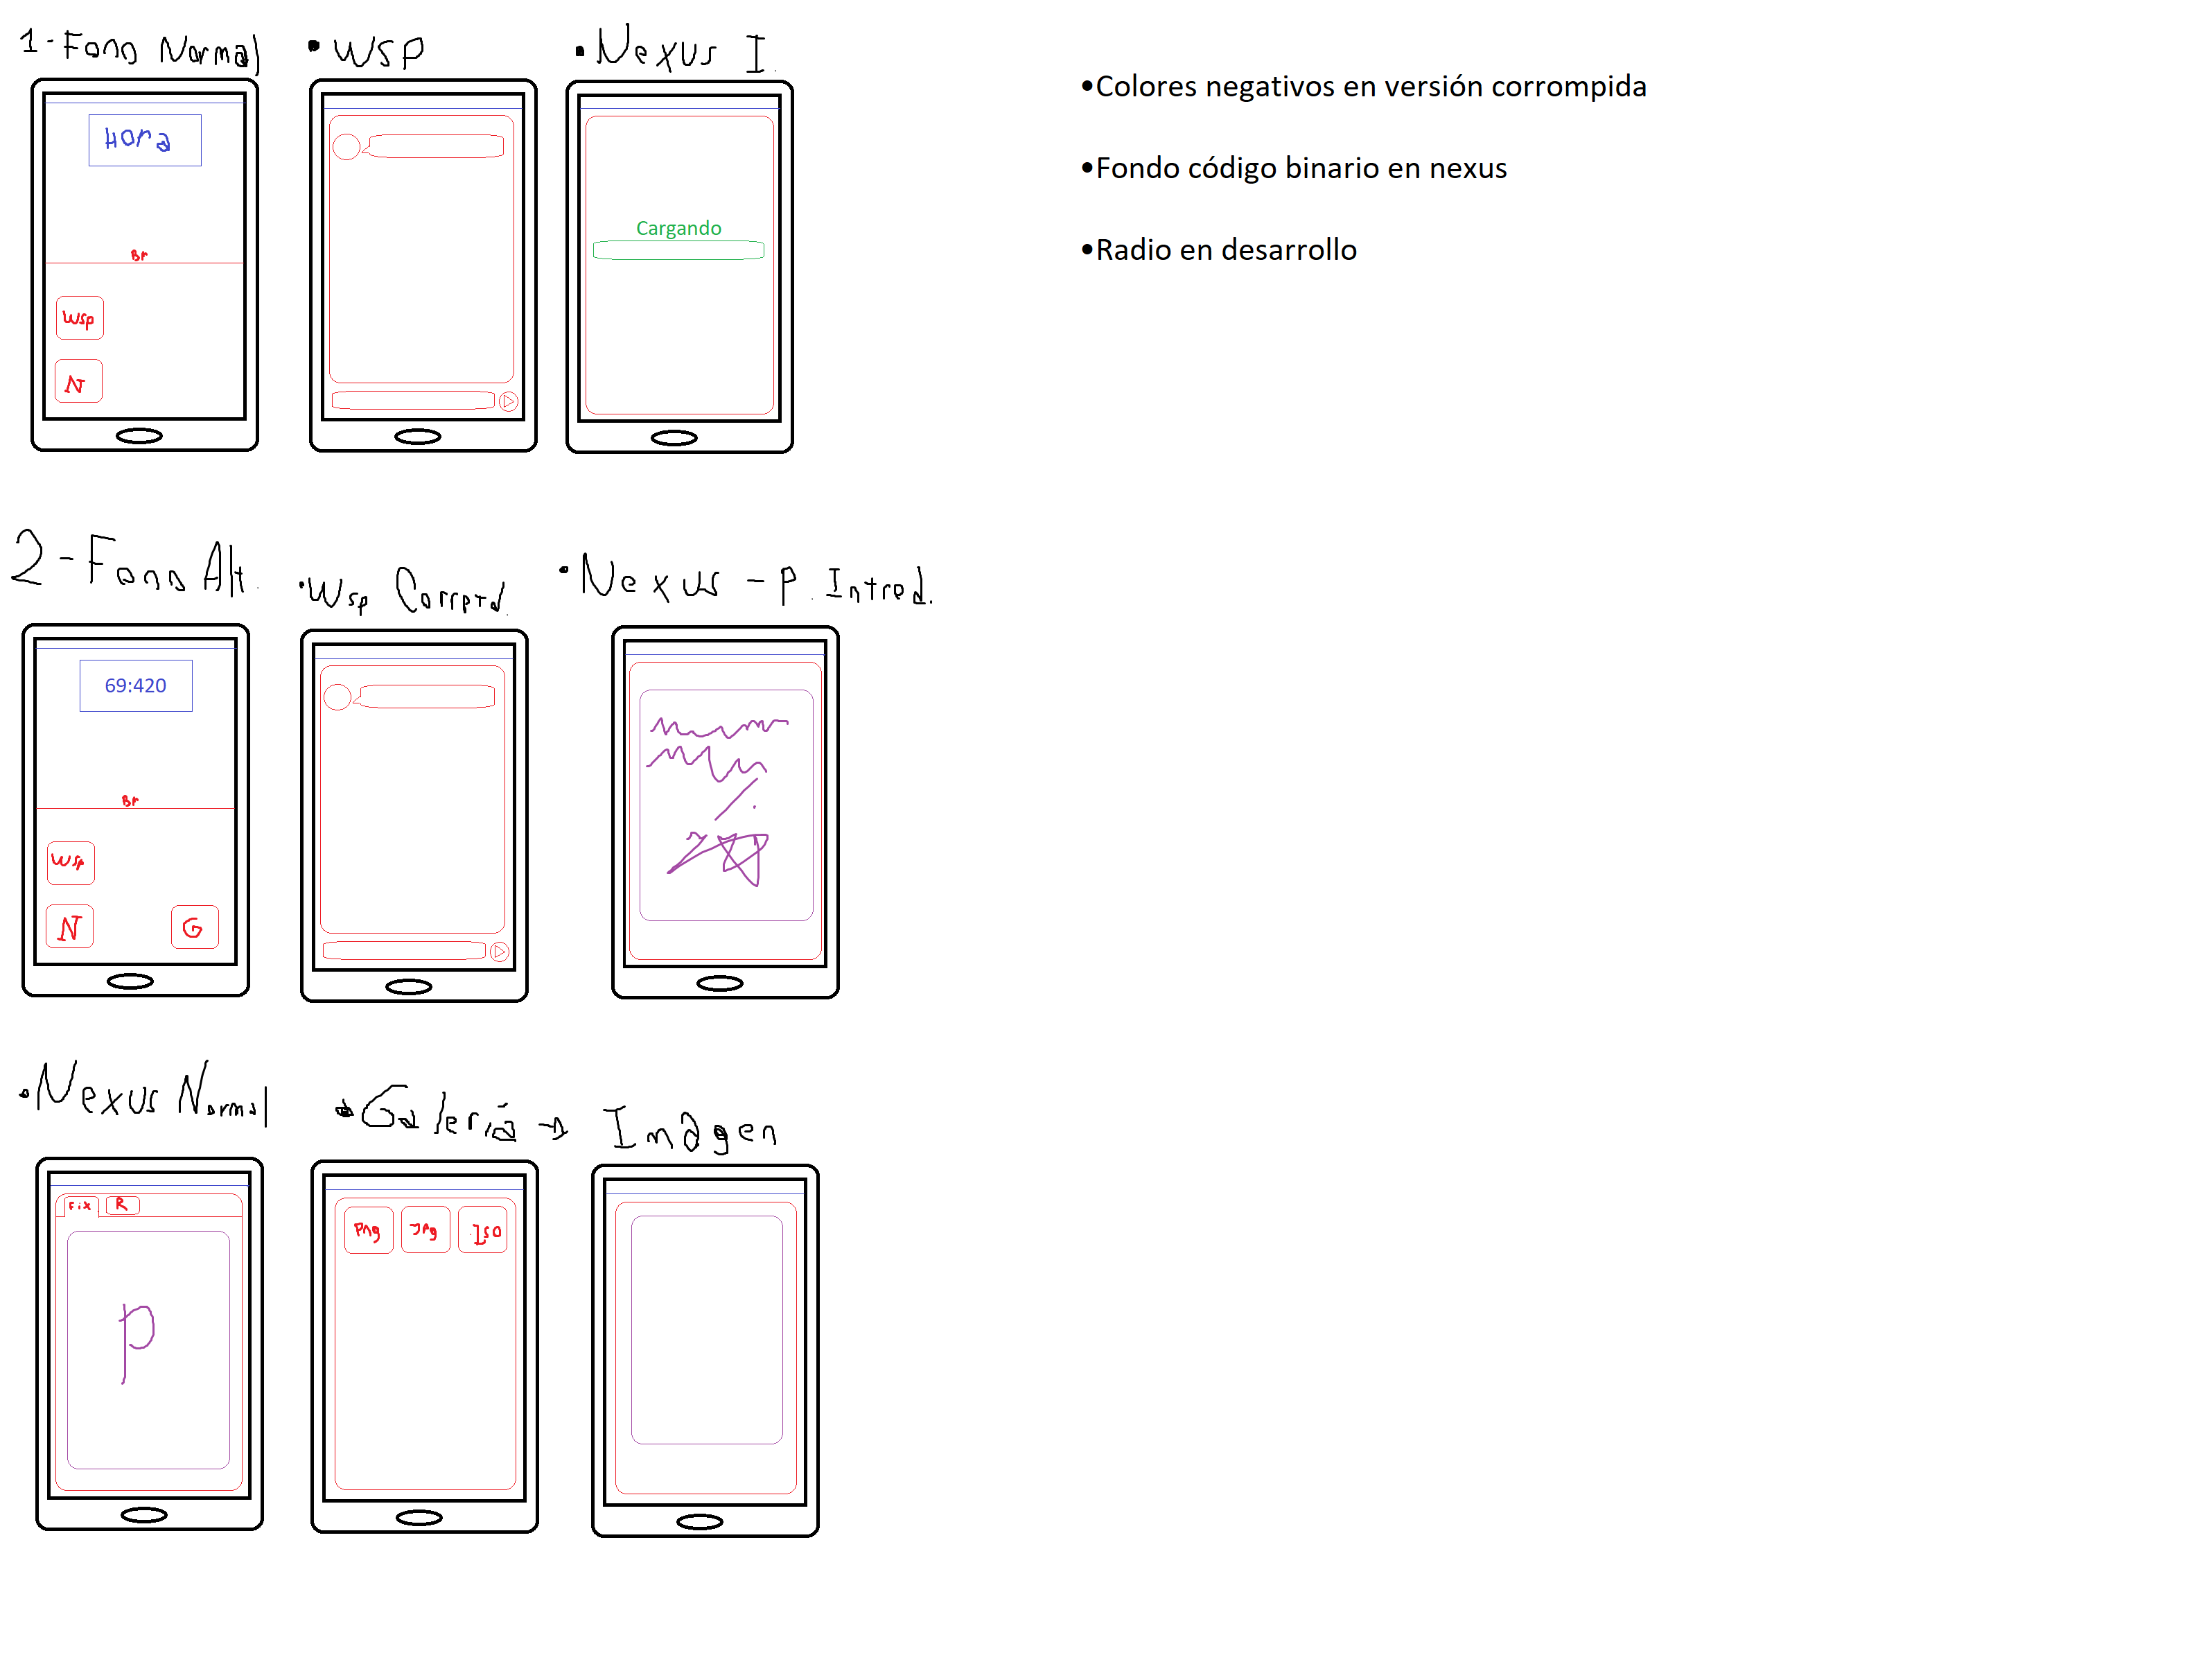 1-Fono Normal
•WSP
•Nexus I.
Hora
Br
Wsp
N
Cargando
•Colores negativos en versión corrompida
•Fondo código binario en nexus
•Radio en desarrollo
2-Fono Alt.
•Wsp Corrptd.
•Nexus - P. Introd.
69:420
Br
Wsp
N
G
•Nexus Normal
•Galería → Imagen
Fix
R
P
Png
Jpg
.Iso